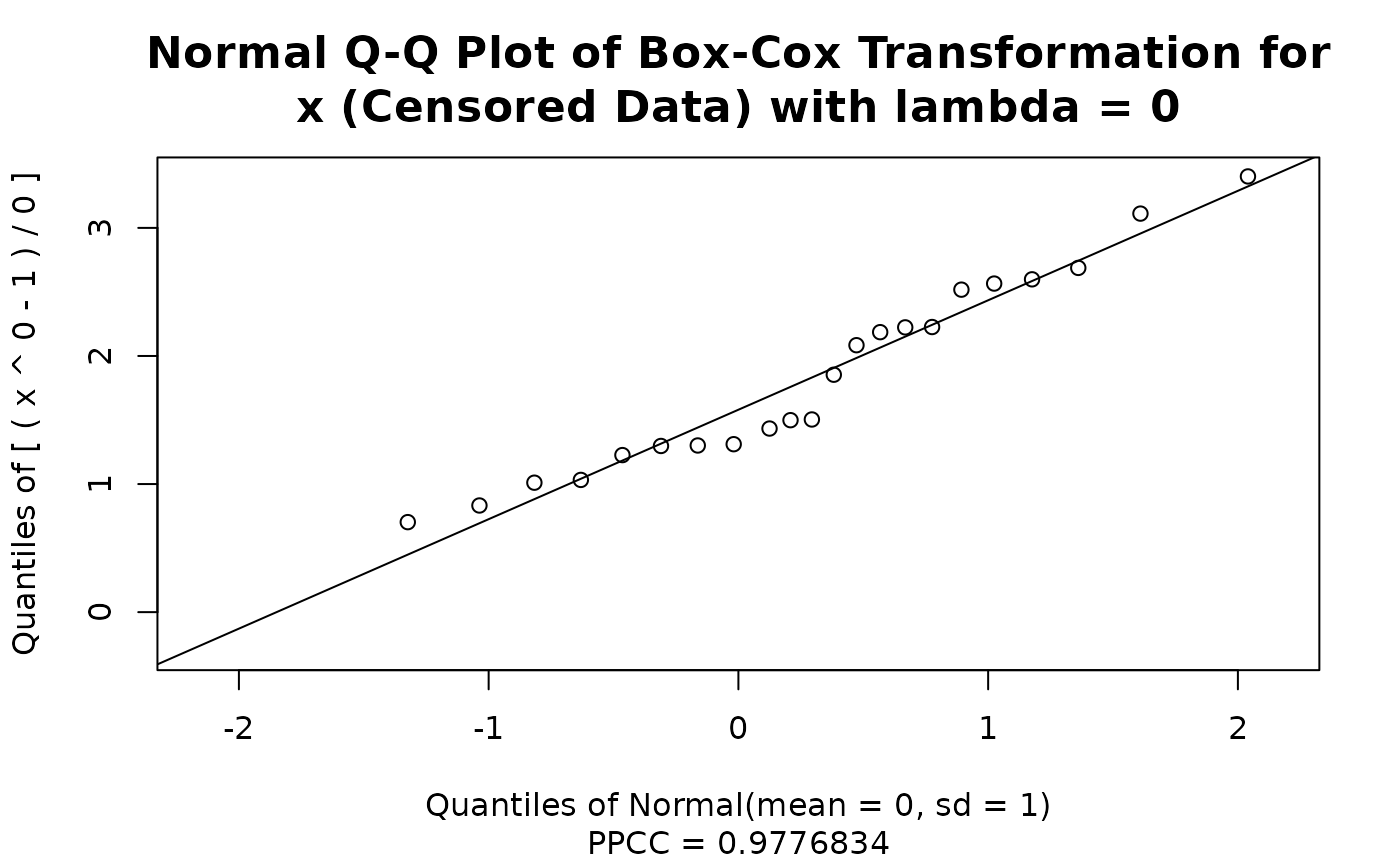 Normal Q-Q Plot of Box-Cox Transformation for
x (Censored Data) with lambda = 0
Quantiles of [ ( x ^ 0 - 1 ) / 0 ]
3
2
1
0
-2 -1 0 1 2
Quantiles of Normal(mean = 0, sd = 1)
PPCC = 0.9776834